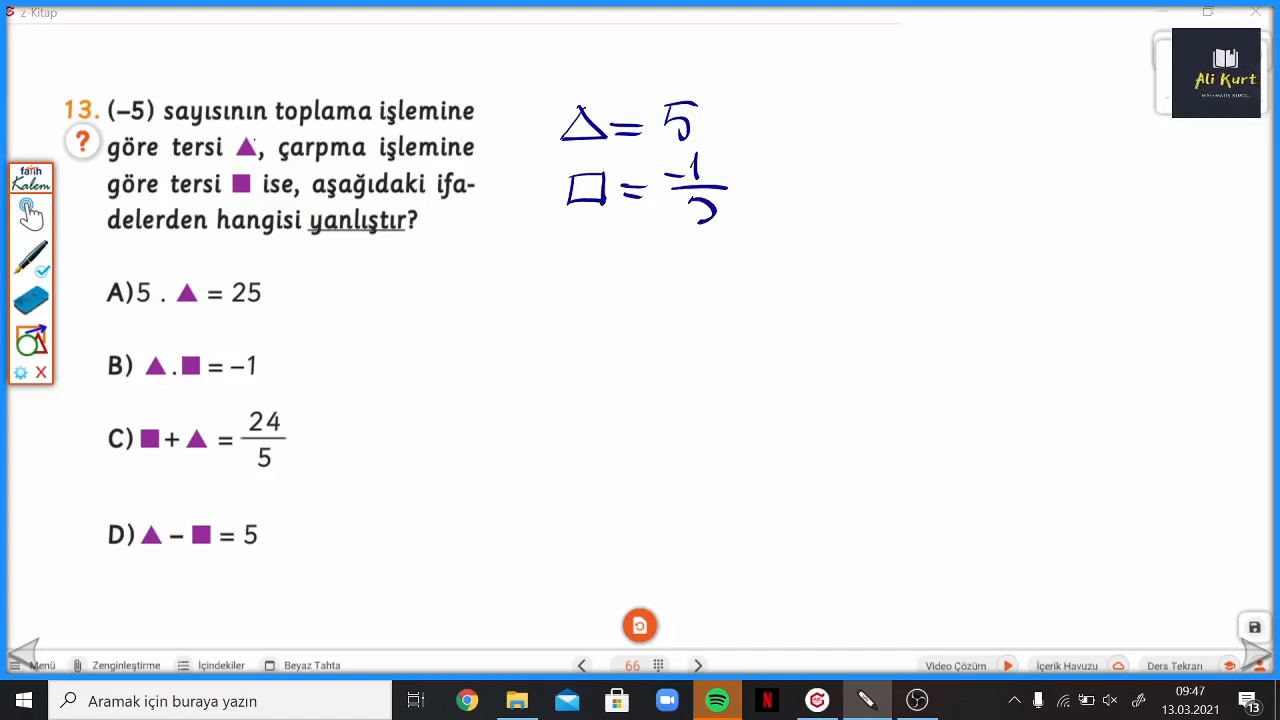 z-Kitap
Ali Kurt
13. (–5) sayısının toplama işlemine
? göre tersi ▲, çarpma işlemine
göre tersi ■ ise, aşağıdaki ifa-
delerden hangisi yanlıştır?
A) 5 . ▲ = 25
B) ▲ . ■ = –1
C) ■ + ▲ = 24/5
D) ▲ – ■ = 5
△ = 5
□ = -1/5
fatih
Kalem
Menü Zenginleştirme İçindekiler Beyaz Tahta 66 Video Çözüm İçerik Havuzu Ders Tekrarı
Aramak için buraya yazın
09:47
13.03.2021
13